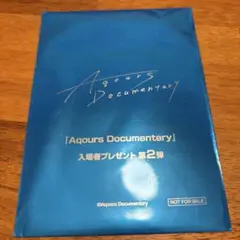 Aqours
Documentary
『Aqours Documentary』
入場者プレゼント 第2弾
©Aqours Documentary
NOT FOR SALE